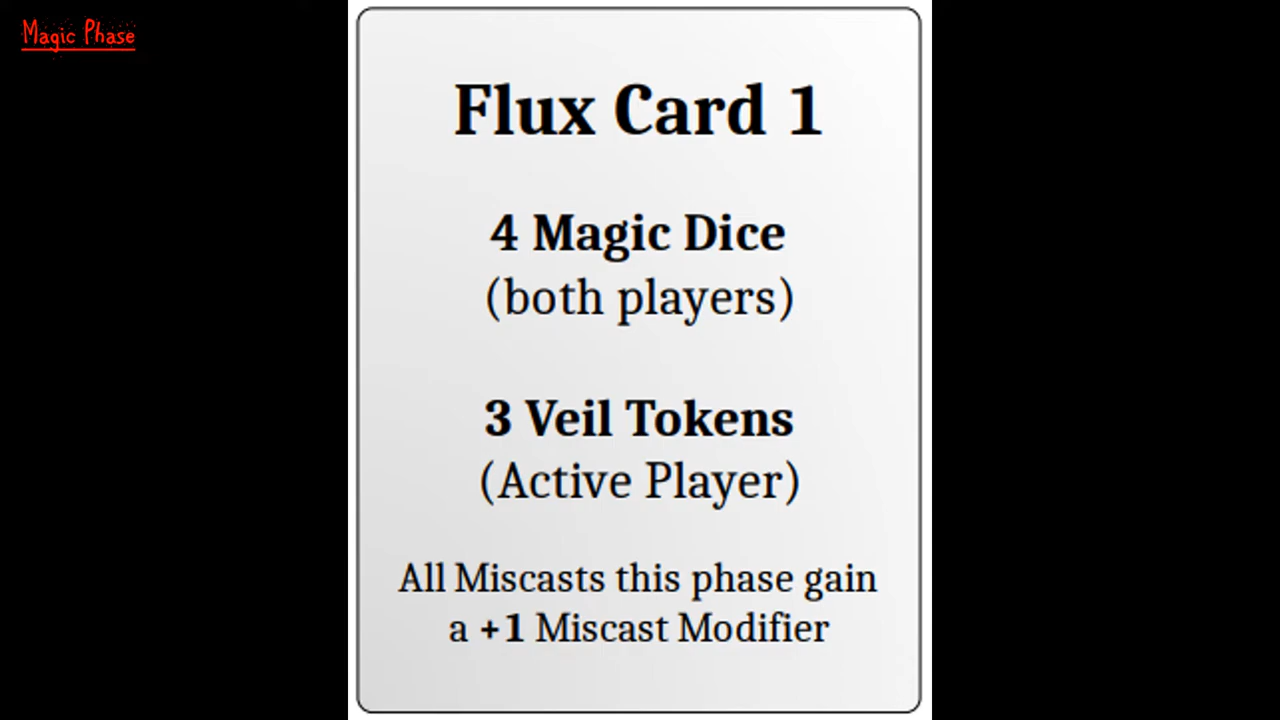 Magic Phase
Flux Card 1
4 Magic Dice
(both players)
3 Veil Tokens
(Active Player)
All Miscasts this phase gain
a +1 Miscast Modifier